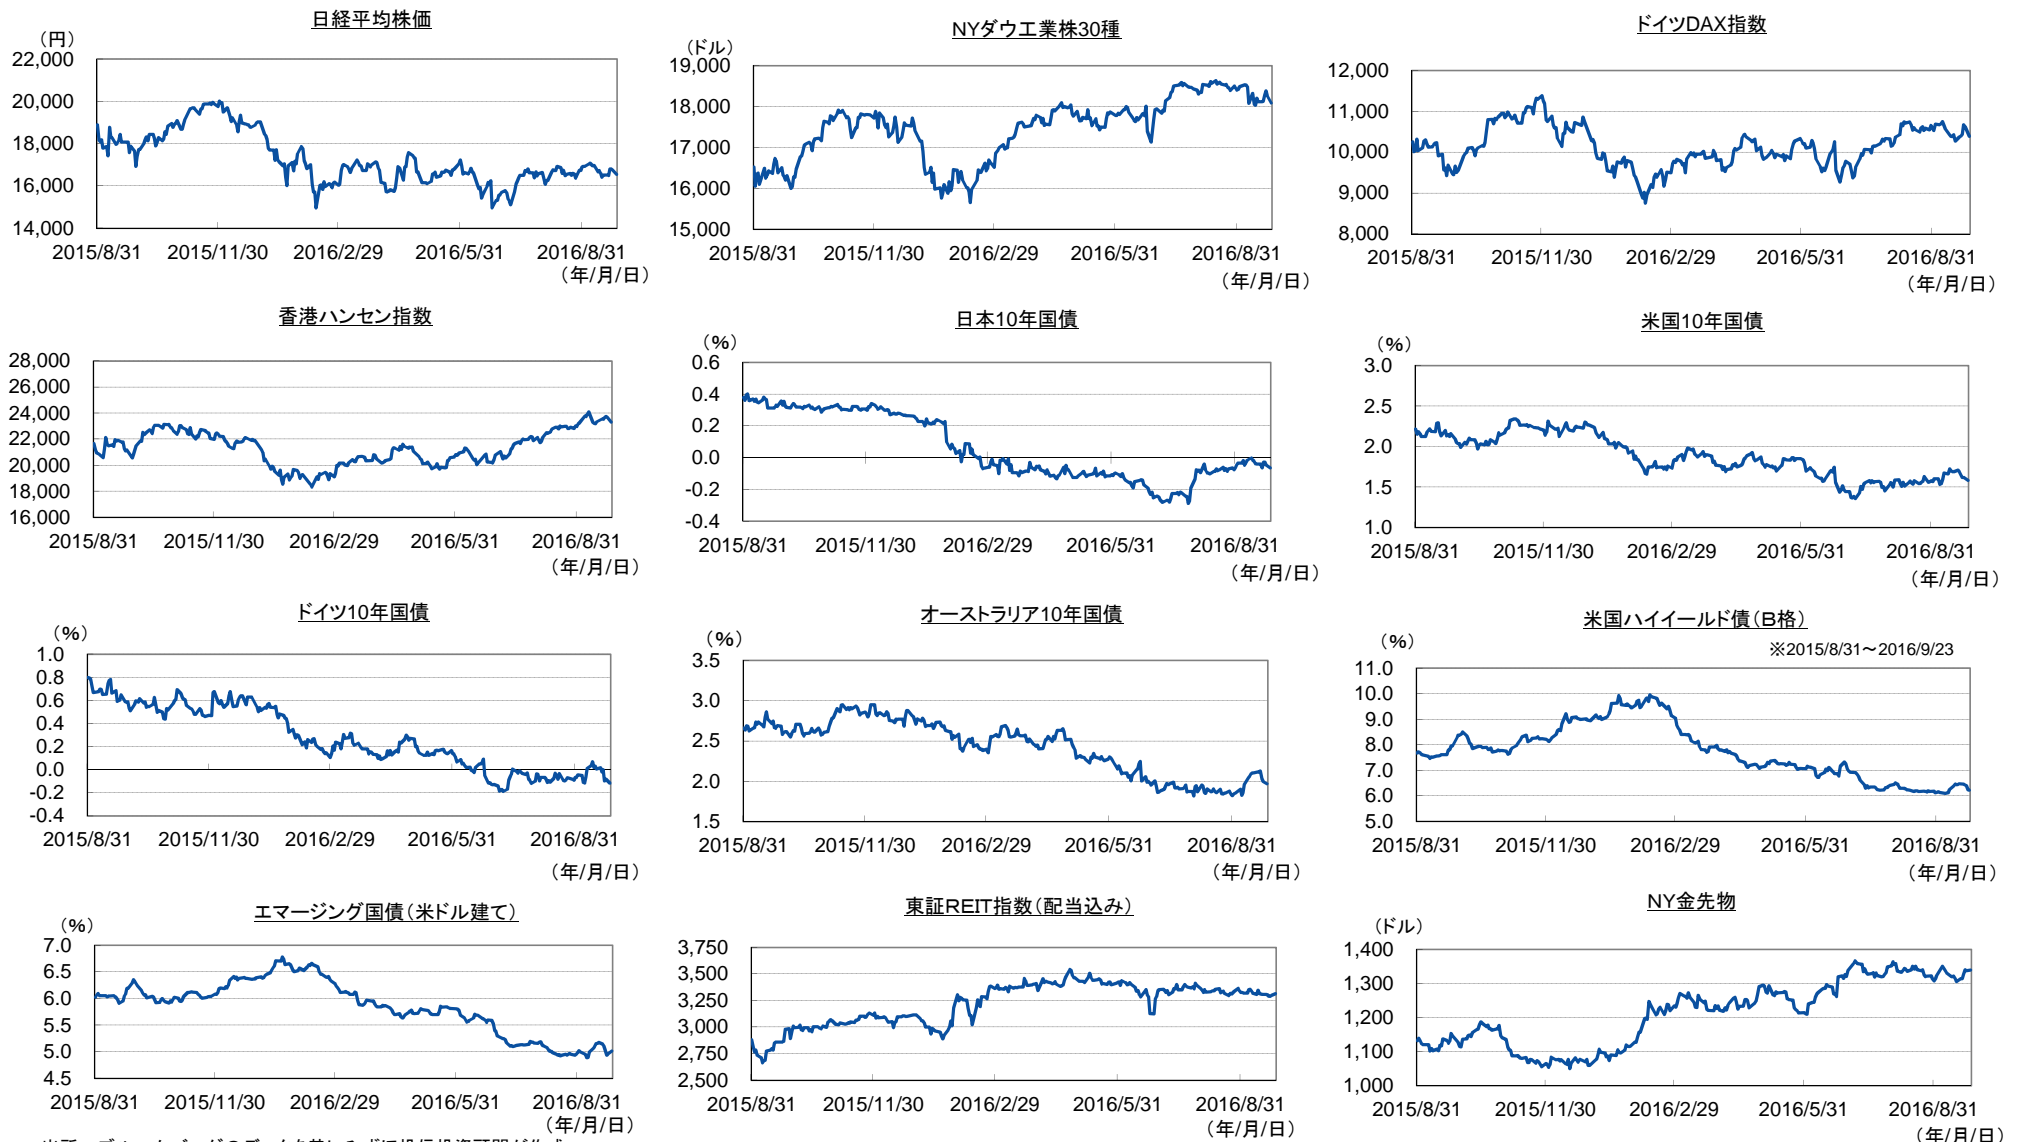 日経平均株価
（円）
22,000
20,000
18,000
16,000
14,000
2015/8/31 2015/11/30 2016/2/29 2016/5/31 2016/8/31
（年/月/日）
NYダウ工業株30種
（ドル）
19,000
18,000
17,000
16,000
15,000
2015/8/31 2015/11/30 2016/2/29 2016/5/31 2016/8/31
（年/月/日）
ドイツDAX指数
12,000
11,000
10,000
9,000
8,000
2015/8/31 2015/11/30 2016/2/29 2016/5/31 2016/8/31
（年/月/日）
香港ハンセン指数
28,000
26,000
24,000
22,000
20,000
18,000
16,000
2015/8/31 2015/11/30 2016/2/29 2016/5/31 2016/8/31
（年/月/日）
日本10年国債
（%）
0.6
0.4
0.2
0.0
-0.2
-0.4
2015/8/31 2015/11/30 2016/2/29 2016/5/31 2016/8/31
（年/月/日）
米国10年国債
（%）
3.0
2.5
2.0
1.5
1.0
2015/8/31 2015/11/30 2016/2/29 2016/5/31 2016/8/31
（年/月/日）
ドイツ10年国債
（%）
1.0
0.8
0.6
0.4
0.2
0.0
-0.2
-0.4
2015/8/31 2015/11/30 2016/2/29 2016/5/31 2016/8/31
（年/月/日）
オーストラリア10年国債
（%）
3.5
3.0
2.5
2.0
1.5
2015/8/31 2015/11/30 2016/2/29 2016/5/31 2016/8/31
（年/月/日）
米国ハイイールド債（Ｂ格）
（%）
※2015/8/31～2016/9/23
11.0
10.0
9.0
8.0
7.0
6.0
5.0
2015/8/31 2015/11/30 2016/2/29 2016/5/31 2016/8/31
（年/月/日）
エマージング国債（米ドル建て）
（%）
7.0
6.5
6.0
5.5
5.0
4.5
2015/8/31 2015/11/30 2016/2/29 2016/5/31 2016/8/31
（年/月/日）
東証REIT指数（配当込み）
3,750
3,500
3,250
3,000
2,750
2,500
2015/8/31 2015/11/30 2016/2/29 2016/5/31 2016/8/31
（年/月/日）
NY金先物
（ドル）
1,400
1,300
1,200
1,100
1,000
2015/8/31 2015/11/30 2016/2/29 2016/5/31 2016/8/31
（年/月/日）